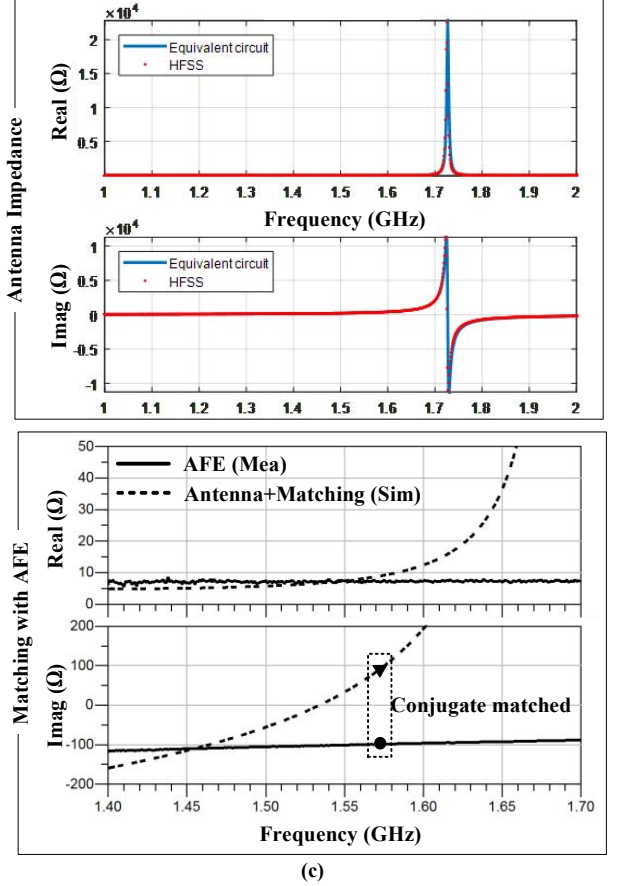 Antenna Impedance
×10⁴
Real (Ω)
2
1.5
1
0.5
Equivalent circuit
HFSS
1 1.1 1.2 1.3 1.4 1.5 1.6 1.7 1.8 1.9 2
Frequency (GHz)
×10⁴
Imag (Ω)
1
0.5
0
-0.5
-1
Equivalent circuit
HFSS
1 1.1 1.2 1.3 1.4 1.5 1.6 1.7 1.8 1.9 2
Matching with AFE
Real (Ω)
50
40
30
20
10
0
AFE (Mea)
Antenna+Matching (Sim)
Imag (Ω)
200
100
0
-100
-200
Conjugate matched
1.40 1.45 1.50 1.55 1.60 1.65 1.70
Frequency (GHz)
(c)